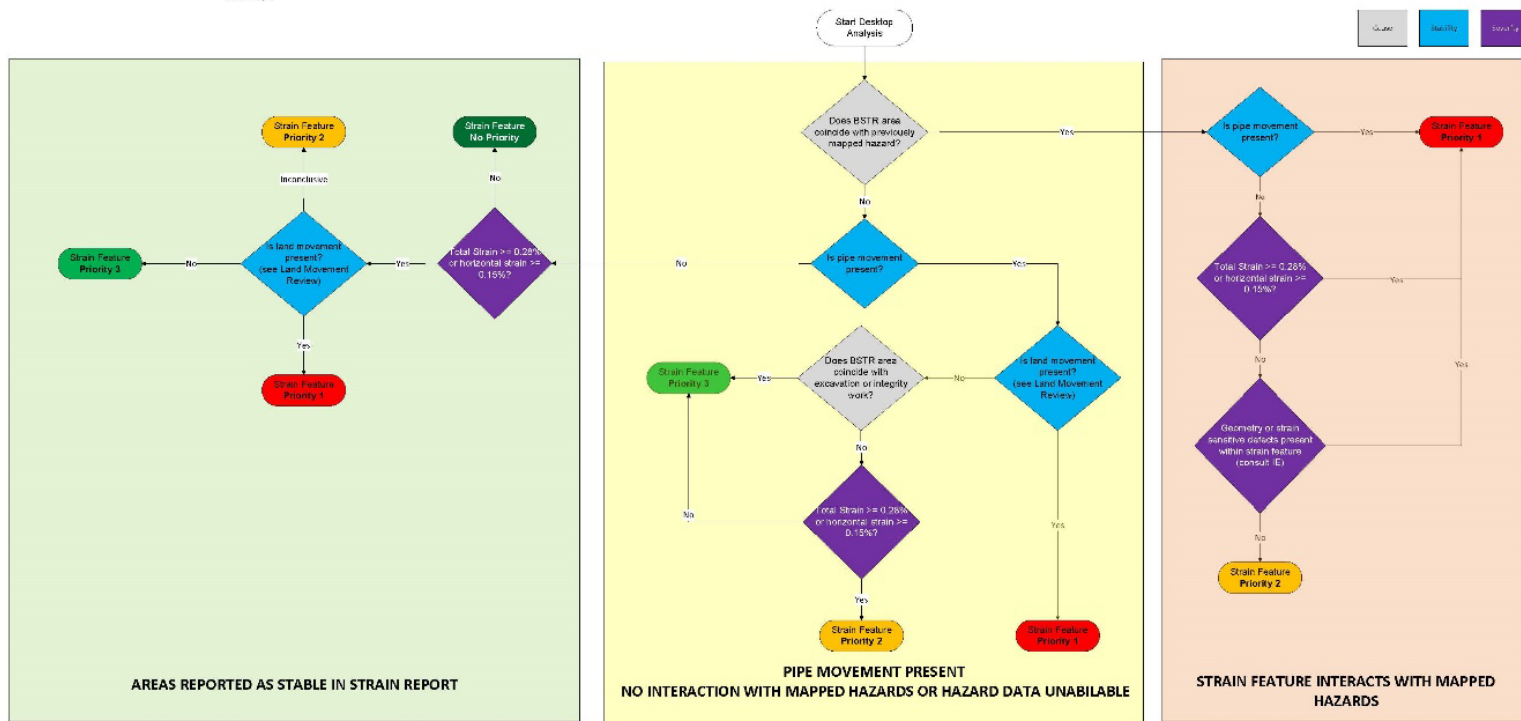 Start Desktop
Analysis
Cause
Stability
Severity
Strain Feature
Priority 2
Strain Feature
No Priority
Inconclusive
No
Is land movement
present?
(see Land Movement
Review)
Total Strain >= 0.28%
or horizontal strain >=
0.15%?
Yes
No
Strain Feature
Priority 3
Yes
Strain Feature
Priority 1
AREAS REPORTED AS STABLE IN STRAIN REPORT
Does BSTR area
coincide with previously
mapped hazard?
Yes
No
Is pipe movement
present?
No
Yes
Does BSTR area
coincide with
excavation or integrity
work?
Is land movement
present?
(see Land Movement
Review)
No
Yes
Strain Feature
Priority 3
No
Total Strain >= 0.28%
or horizontal strain >=
0.15%?
No
Yes
Yes
Strain Feature
Priority 2
Strain Feature
Priority 1
PIPE MOVEMENT PRESENT
NO INTERACTION WITH MAPPED HAZARDS OR HAZARD DATA UNABILABLE
Is pipe movement
present?
Yes
Strain Feature
Priority 1
No
Total Strain >= 0.28%
or horizontal strain >=
0.15%?
Yes
No
Yes
Geometry or strain
sensitive defects present
within strain feature
(consult IE)
No
Strain Feature
Priority 2
STRAIN FEATURE INTERACTS WITH MAPPED
HAZARDS